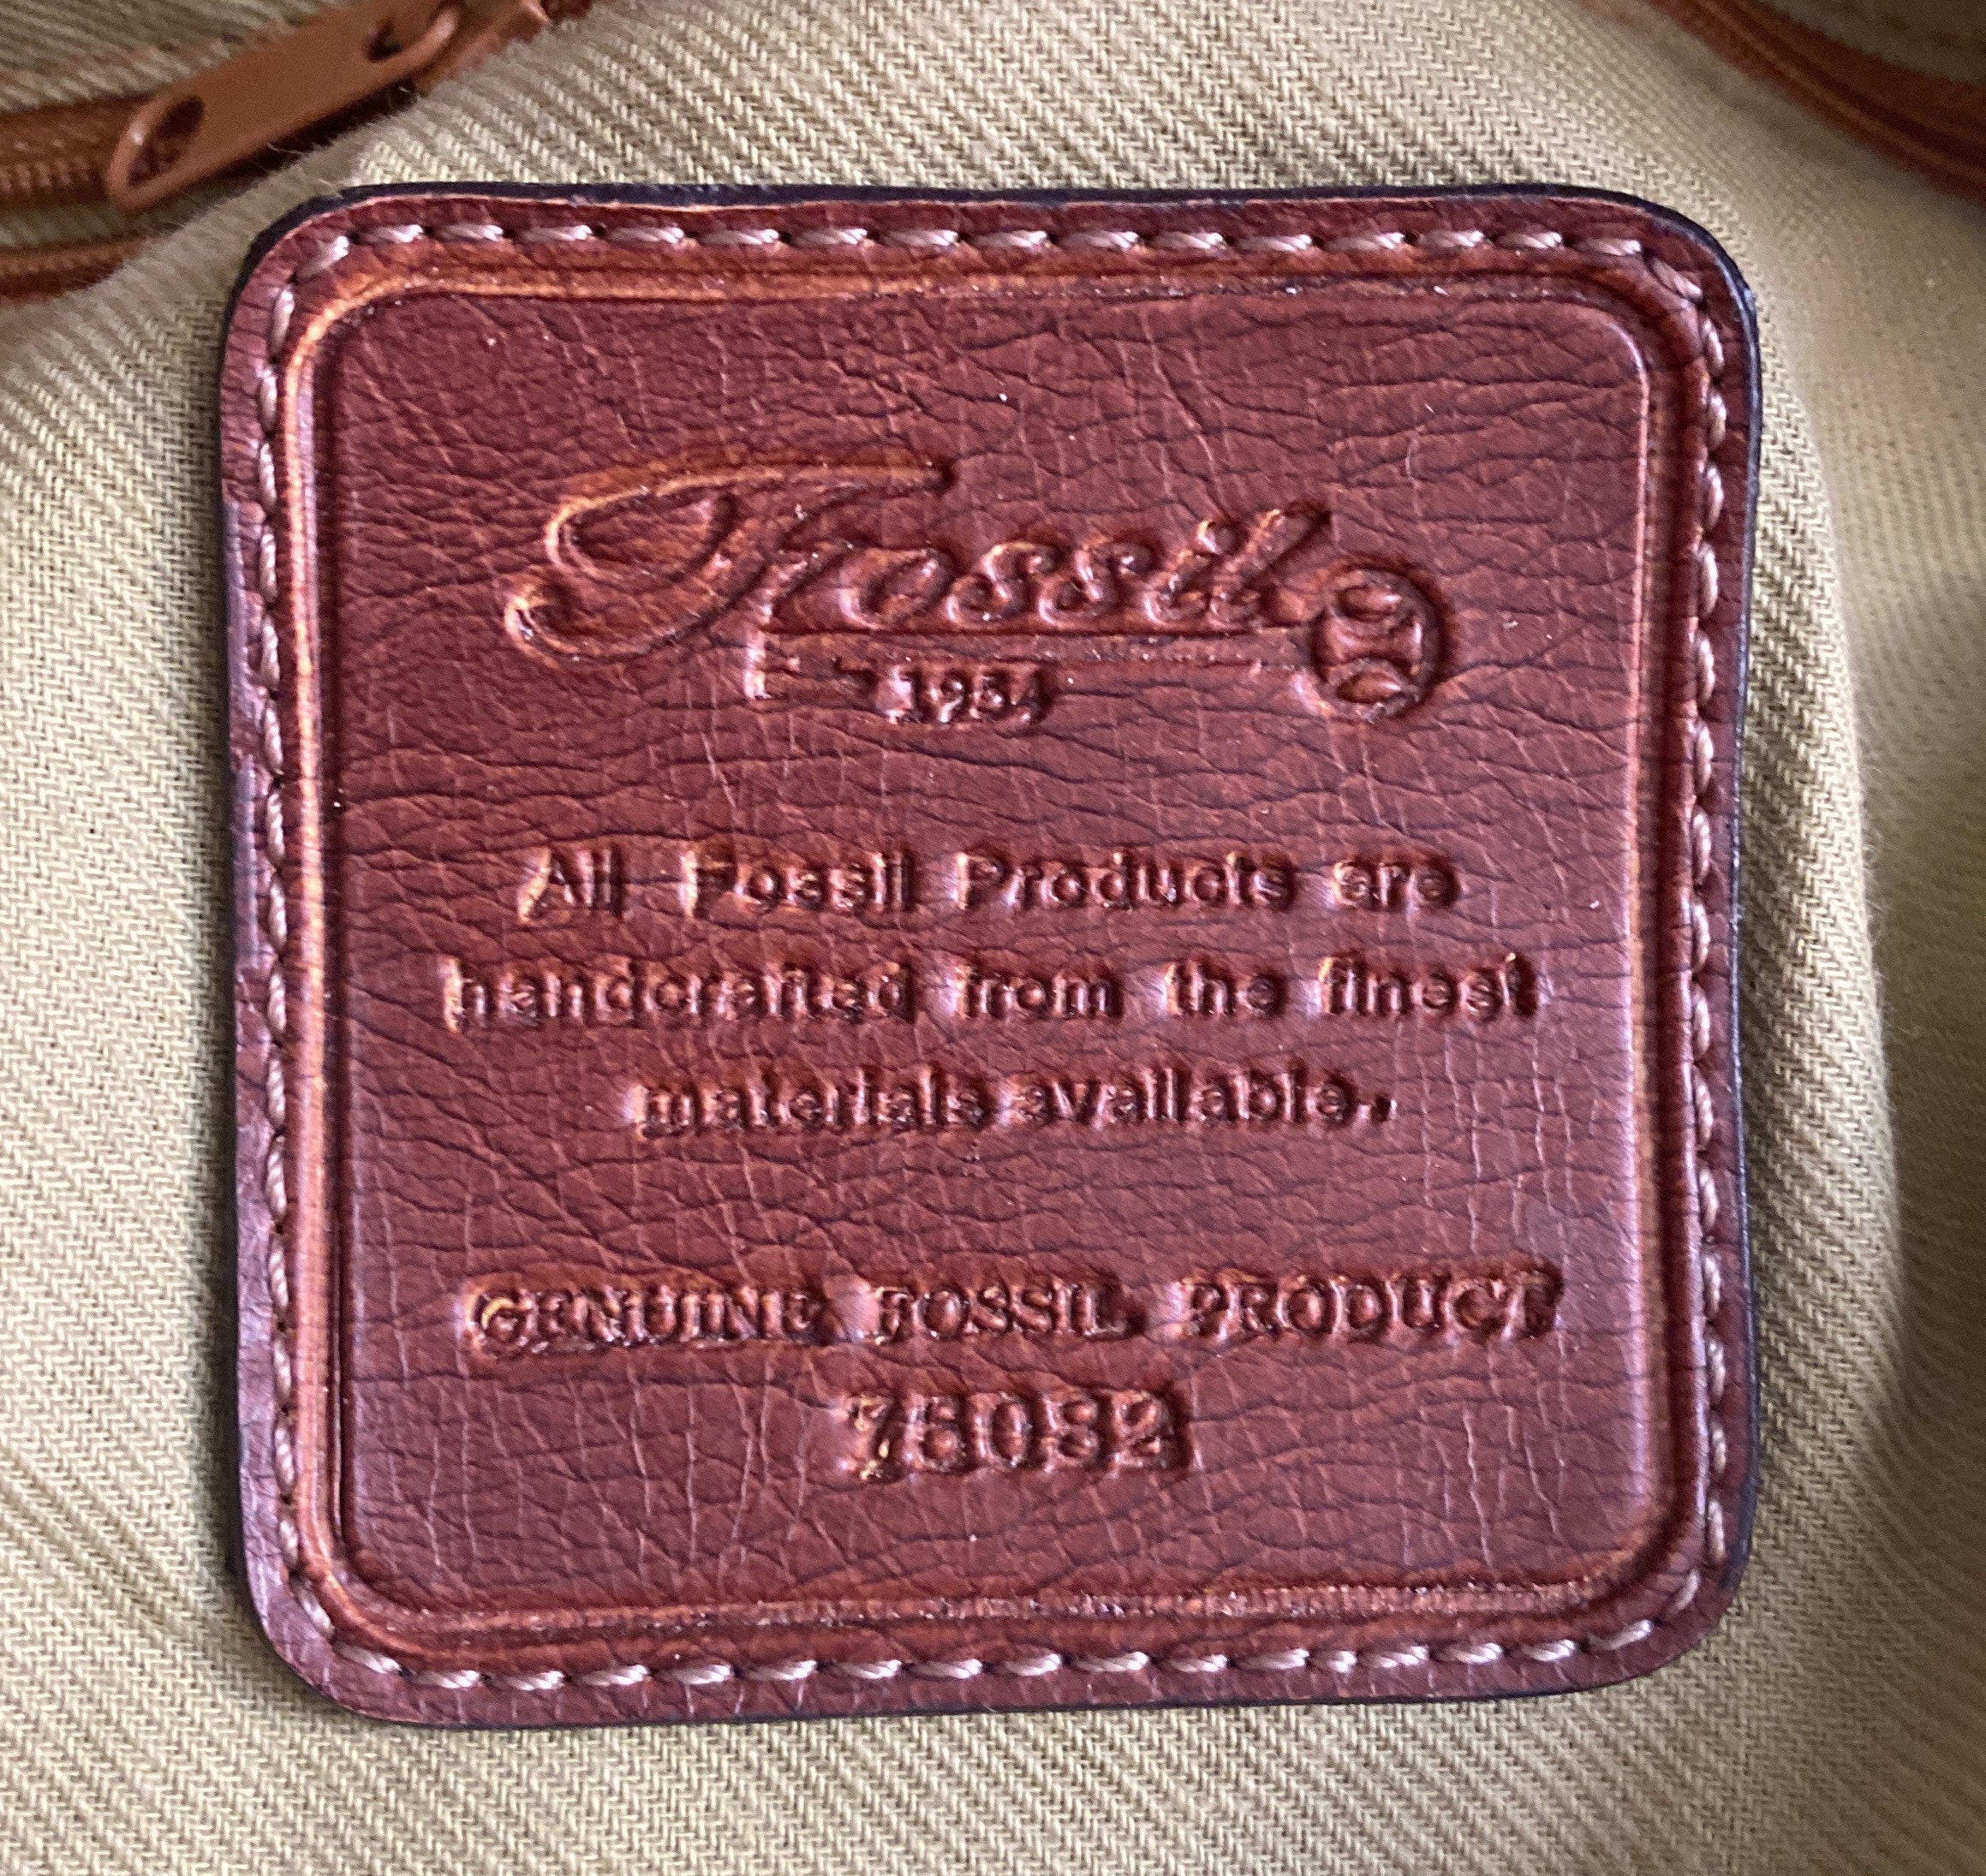 Fossil
1954
All Fossil Products are
handcrafted from the finest
materials available.
GENUINE FOSSIL PRODUCT
75082